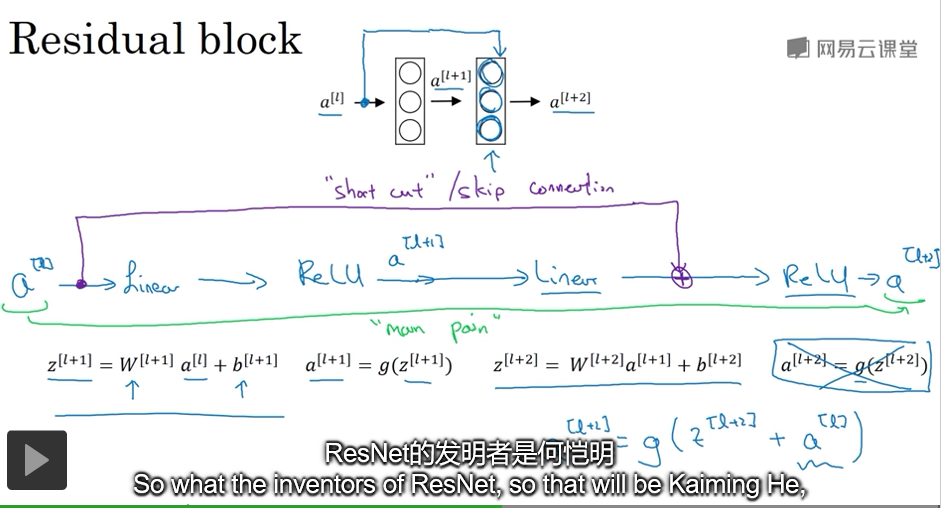 Residual block
网易云课堂
a^[l] a^[l+1] a^[l+2]
"short cut" / skip connection
a^[l] Linear ReLU a^[l+1] Linear ReLU a^[l+2]
"main path"
z^[l+1] = W^[l+1] a^[l] + b^[l+1] a^[l+1] = g(z^[l+1]) z^[l+2] = W^[l+2] a^[l+1] + b^[l+2] a^[l+2] = g(z^[l+2])
[l+2] = g(z^[l+2] + a^[l])
ResNet的发明者是何恺明
So what the inventors of ResNet, so that will be Kaiming He,